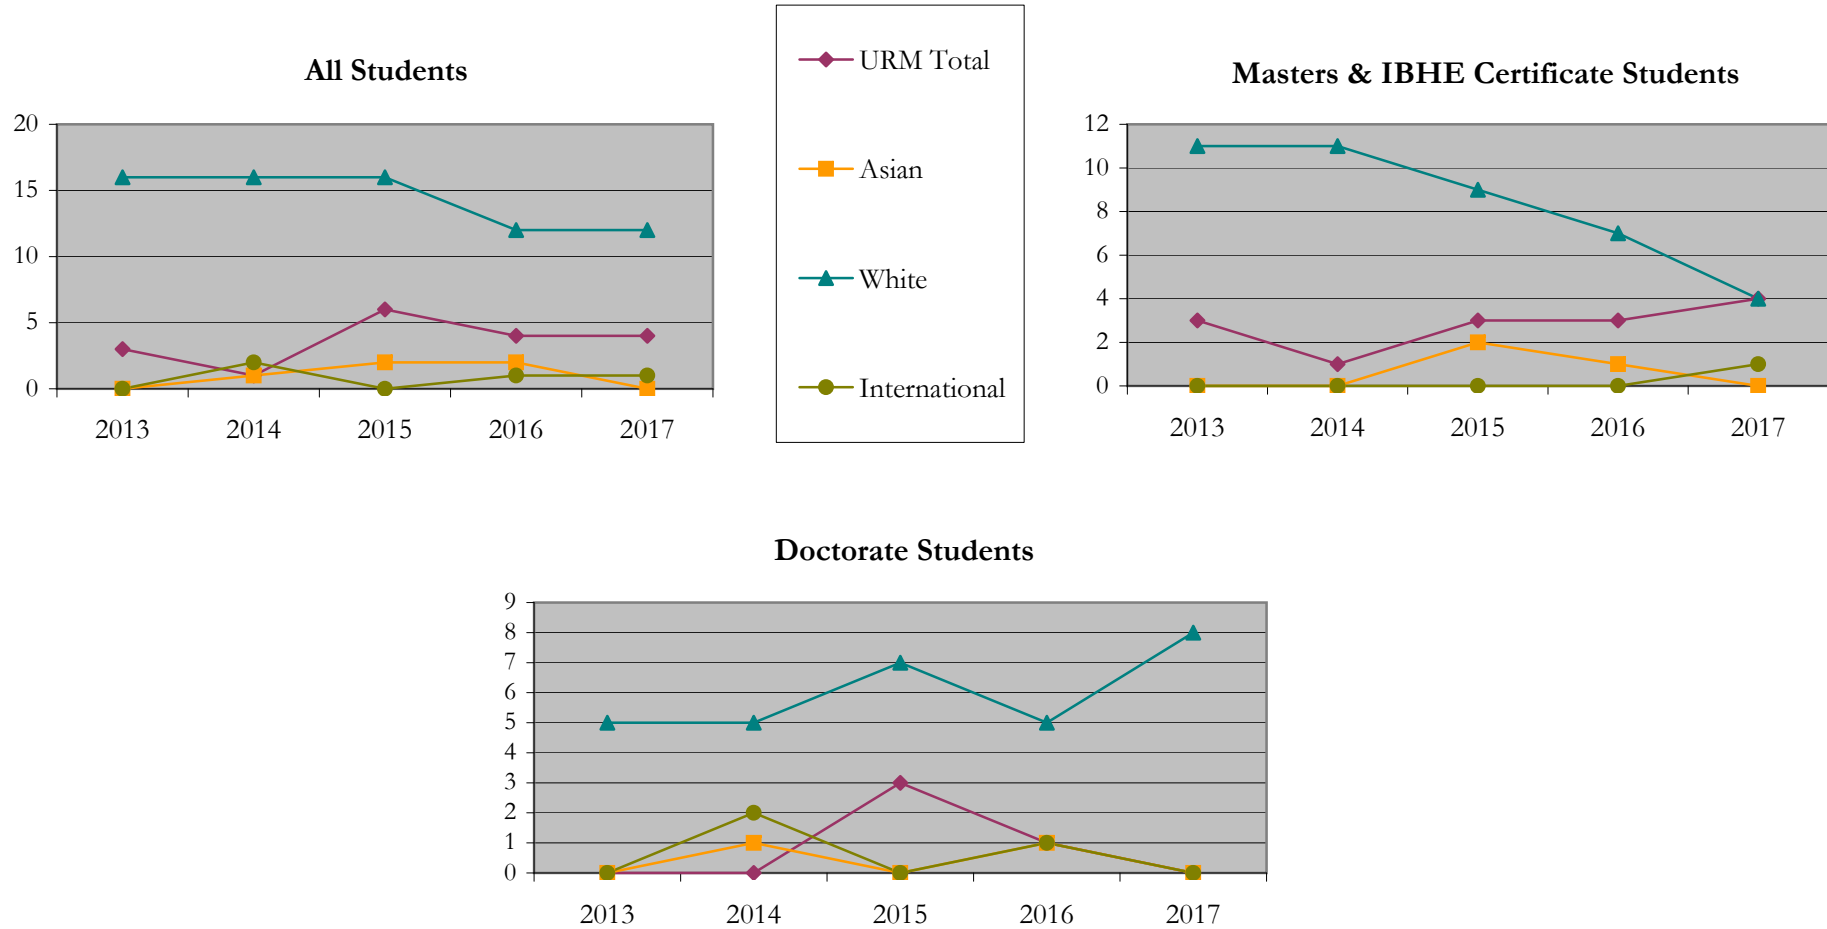 All Students
20
15
10
5
0
2013 2014 2015 2016 2017
URM Total
Asian
White
International
Masters & IBHE Certificate Students
12
10
8
6
4
2
0
2013 2014 2015 2016 2017
Doctorate Students
9
8
7
6
5
4
3
2
1
0
2013 2014 2015 2016 2017